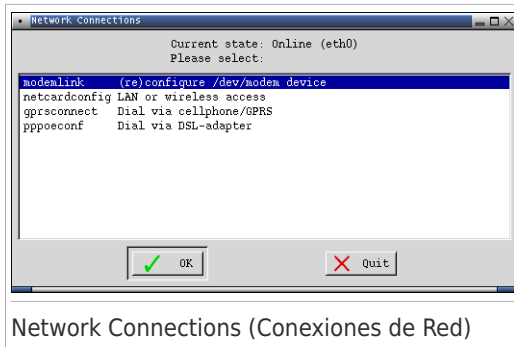 Network Connections
Current state: Online (eth0)
Please select:
modemlink (re)configure /dev/modem device
netcardconfig LAN or wireless access
gprsconnect Dial via cellphone/GPRS
pppoeconf Dial via DSL-adapter
OK Quit
Network Connections (Conexiones de Red)